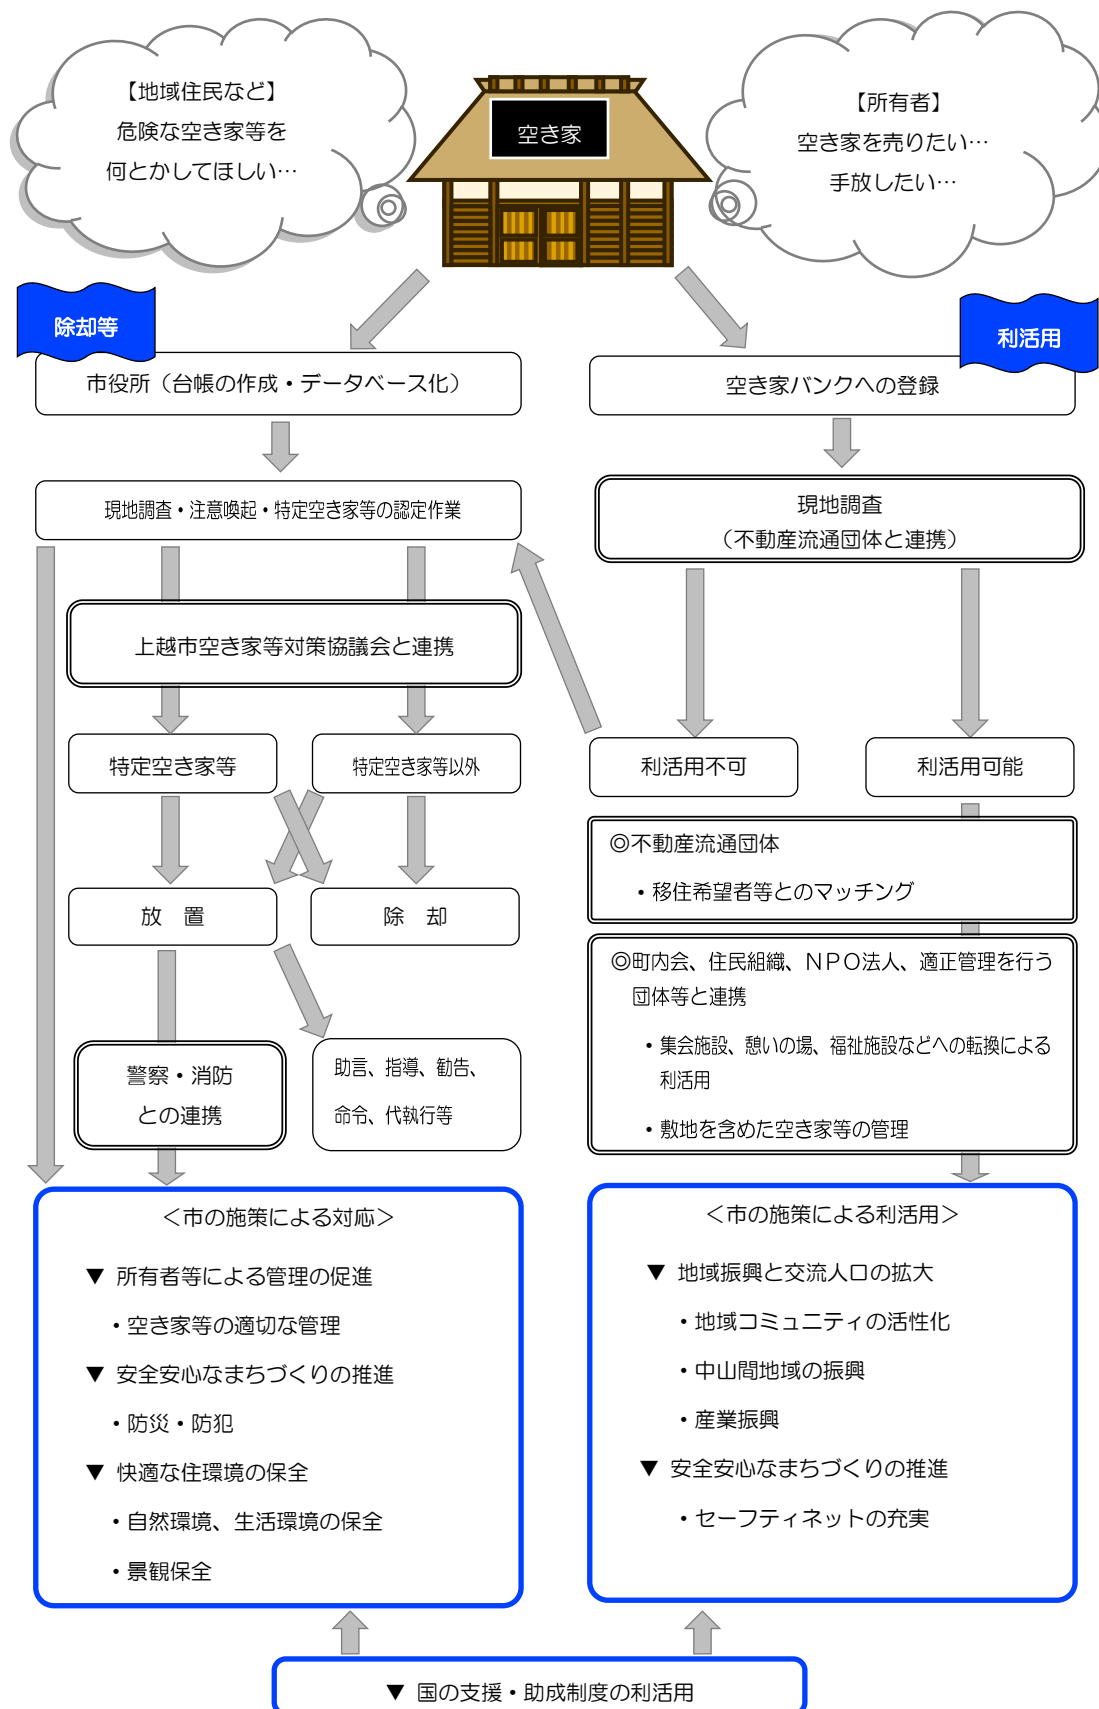 【地域住民など】
危険な空き家等を
何とかしてほしい…
空き家
【所有者】
空き家を売りたい…
手放したい…
除却等
市役所（台帳の作成・データベース化）
現地調査・注意喚起・特定空き家等の認定作業
上越市空き家等対策協議会と連携
特定空き家等
特定空き家等以外
放　置
除　却
警察・消防
との連携
助言、指導、勧告、
命令、代執行等
＜市の施策による対応＞
▼ 所有者等による管理の促進
・空き家等の適切な管理
▼ 安全安心なまちづくりの推進
・防災・防犯
▼ 快適な住環境の保全
・自然環境、生活環境の保全
・景観保全
利活用
空き家バンクへの登録
現地調査
（不動産流通団体と連携）
利活用不可
利活用可能
◎不動産流通団体
・移住希望者等とのマッチング
◎町内会、住民組織、ＮＰＯ法人、適正管理を行う
団体等と連携
・集会施設、憩いの場、福祉施設などへの転換による
利活用
・敷地を含めた空き家等の管理
＜市の施策による利活用＞
▼ 地域振興と交流人口の拡大
・地域コミュニティの活性化
・中山間地域の振興
・産業振興
▼ 安全安心なまちづくりの推進
・セーフティネットの充実
▼ 国の支援・助成制度の利活用